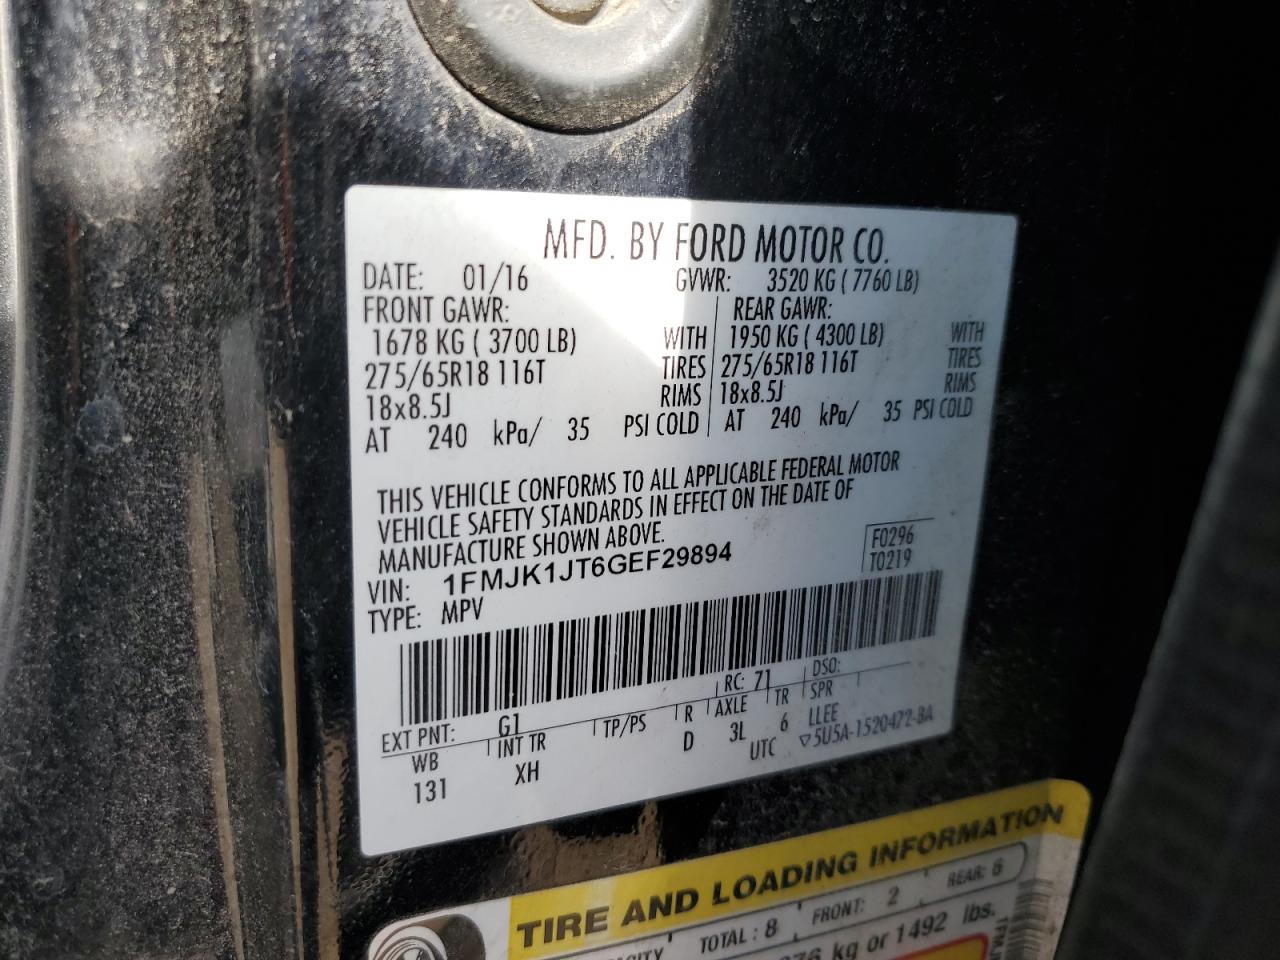 MFD. BY FORD MOTOR CO.
DATE: 01/16 GVWR: 3520 KG ( 7760 LB)
FRONT GAWR: REAR GAWR:
1678 KG ( 3700 LB) WITH 1950 KG ( 4300 LB) WITH
275/65R18 116T TIRES 275/65R18 116T TIRES
18x8.5J RIMS 18x8.5J RIMS
AT 240 kPa/ 35 PSI COLD AT 240 kPa/ 35 PSI COLD
THIS VEHICLE CONFORMS TO ALL APPLICABLE FEDERAL MOTOR
VEHICLE SAFETY STANDARDS IN EFFECT ON THE DATE OF
MANUFACTURE SHOWN ABOVE.
F0296
VIN: 1FMJK1JT6GEF29894
T0219
TYPE: MPV
EXT PNT: G1 RC: 71 DSO:
WB INT TR TP/PS R AXLE TR SPR
131 XH D 3L 6 LLEE
UTC ▽5U5A-1520472-BA
TIRE AND LOADING INFORMATION
TOTAL : 8 FRONT: 2 REAR: 6
kg or 1492 lbs.